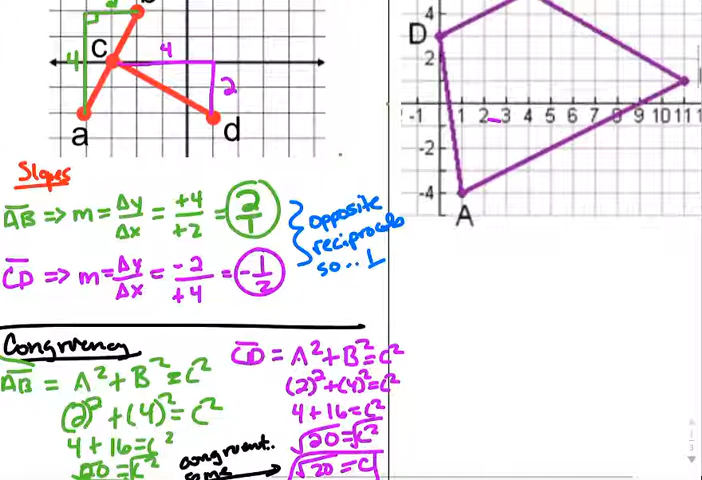 4
c
4
2
a
d
Slopes
AB => m = Δy/Δx = +4/+2 = 2/1
CD => m = Δy/Δx = -2/+4 = -1/2
opposite
reciprocals
so.. ⊥
Congruency
AB = A² + B² = C²
(2)² + (4)² = C²
4 + 16 = C²
√20 = √C²
congruent..
same
CD = A² + B² = C²
(2)² + (4)² = C²
4 + 16 = C²
√20 = √C²
√20 = C
4
D
2
-1 1 2 3 4 5 6 7 8 9 10 11
-2
-4
A